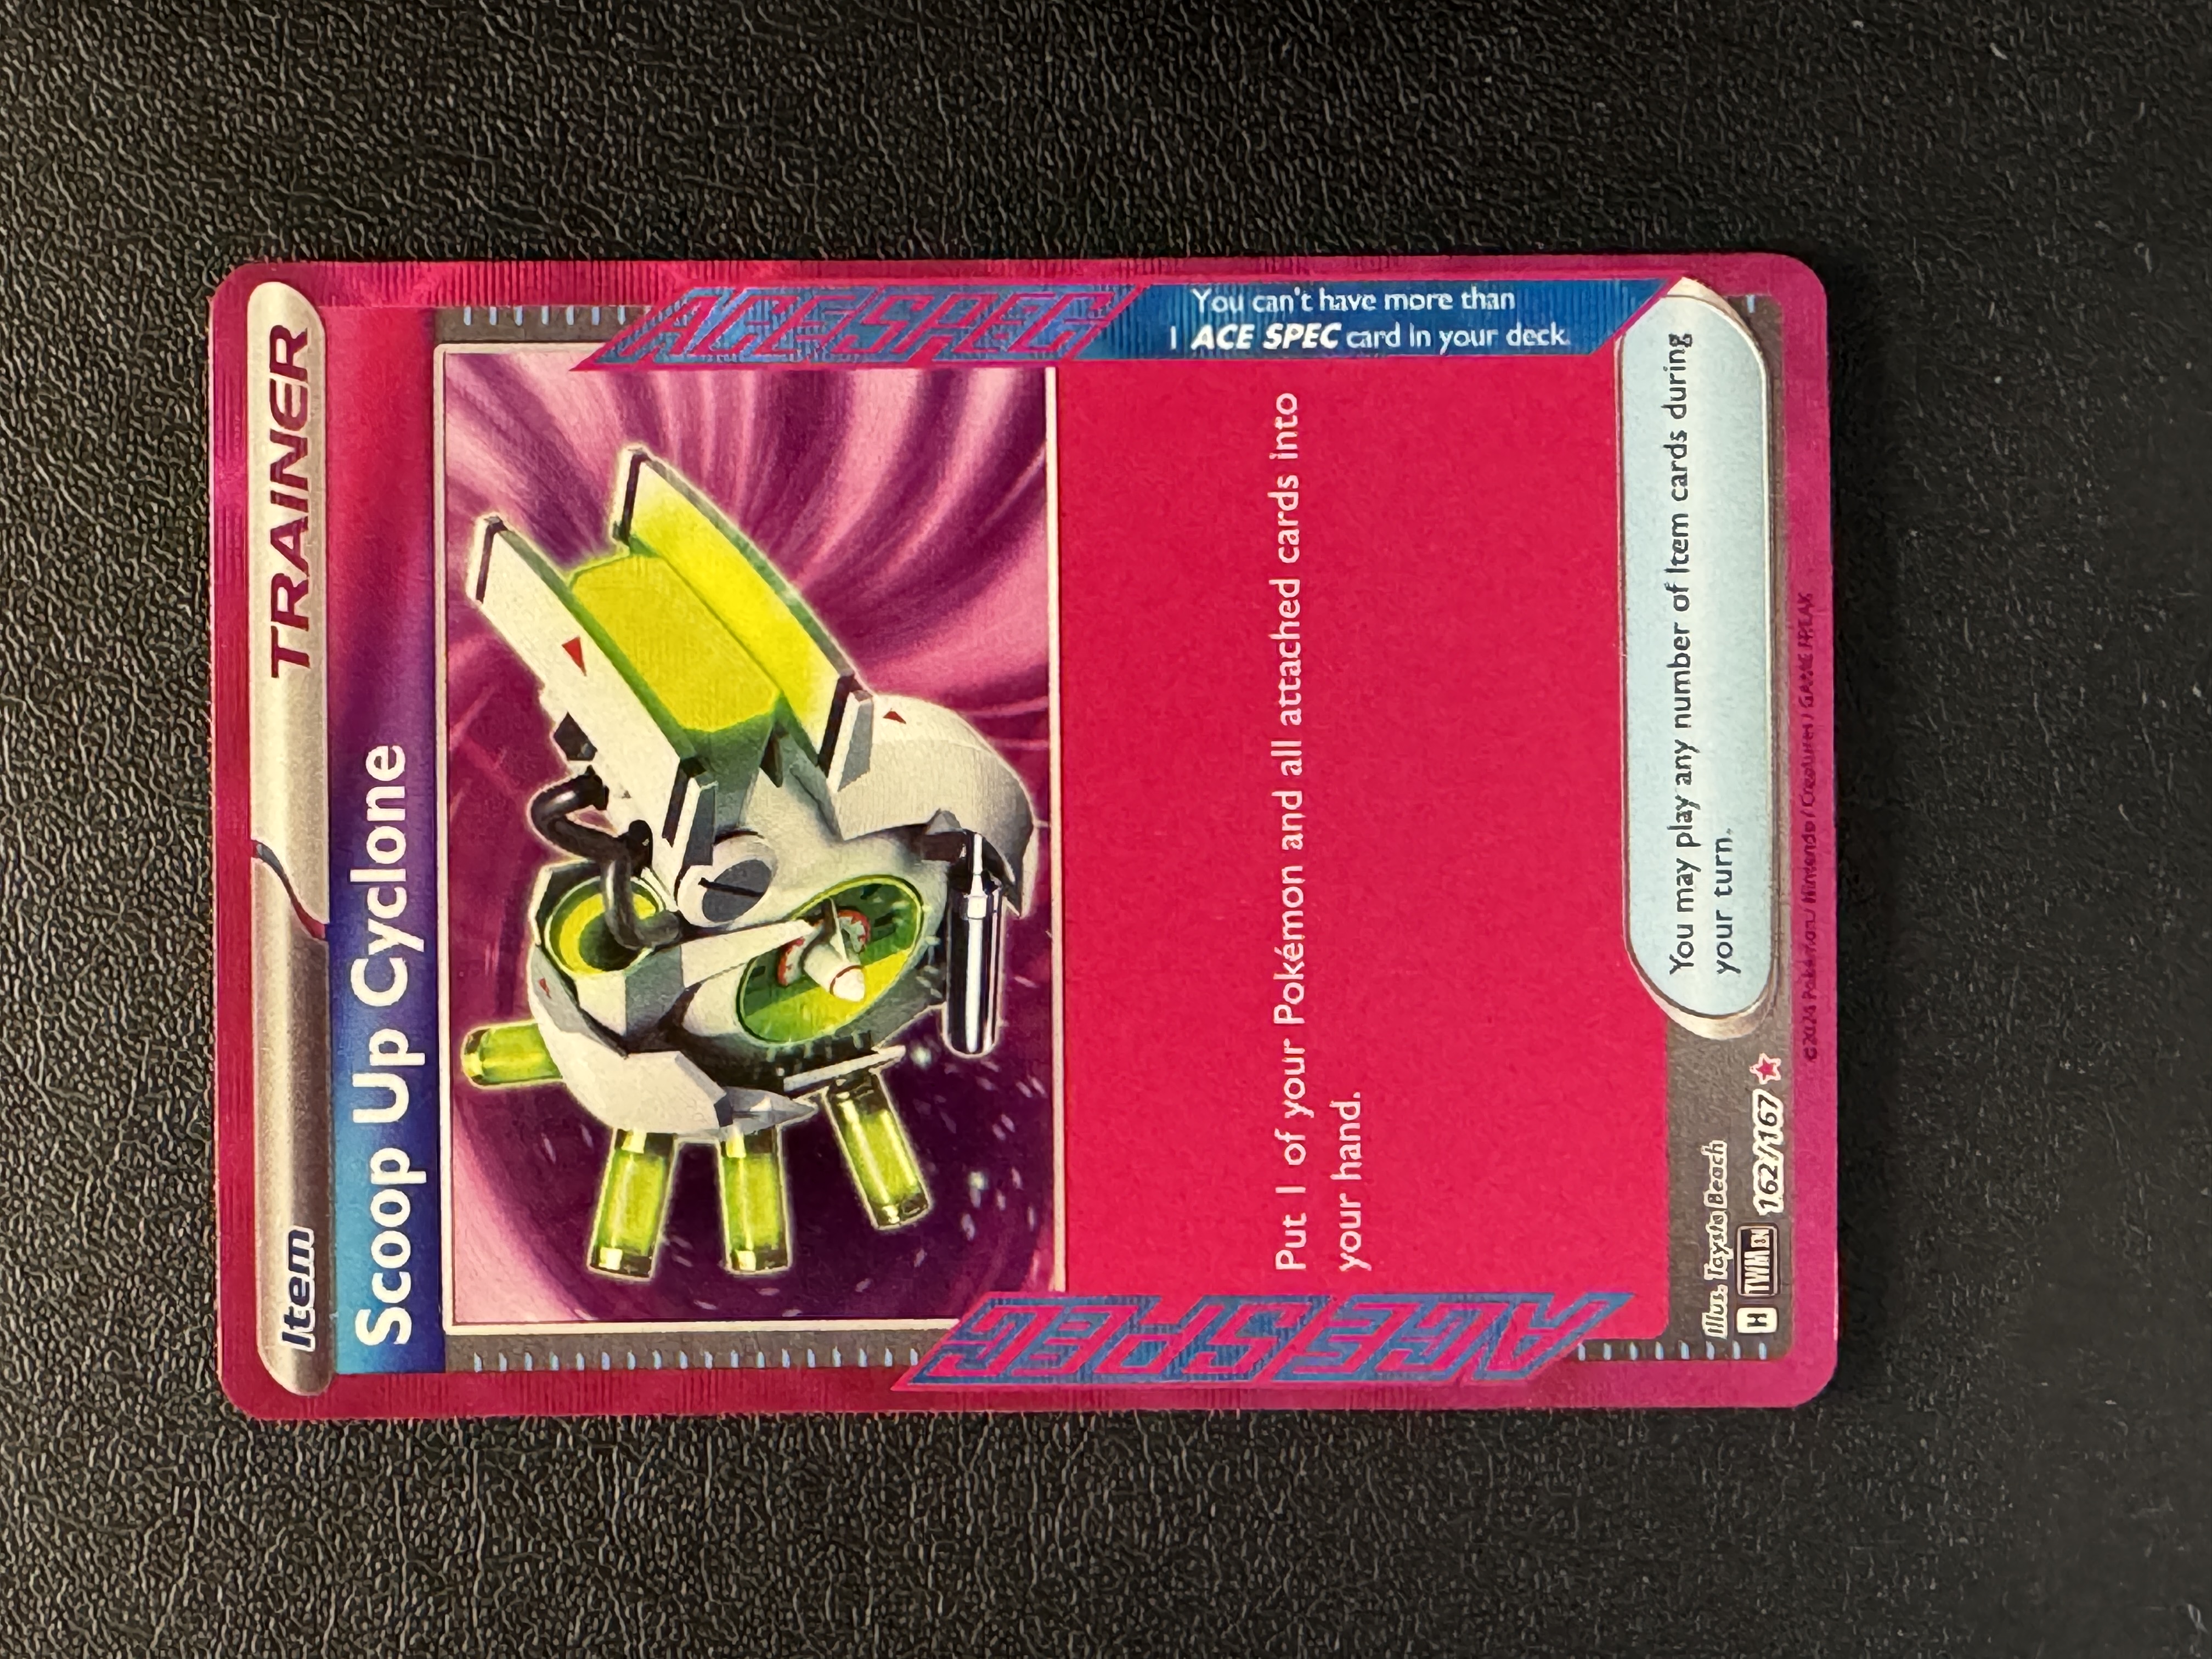 Item
TRAINER
Scoop Up Cyclone
ACE SPEC
You can't have more than
1 ACE SPEC card in your deck.
Put 1 of your Pokémon and all attached cards into
your hand.
ACE SPEC
You may play any number of Item cards during
your turn.
Illus. Toyste Beach
H TWM EN 162/167
©2024 Pokémon / Nintendo / Creatures / GAME FREAK